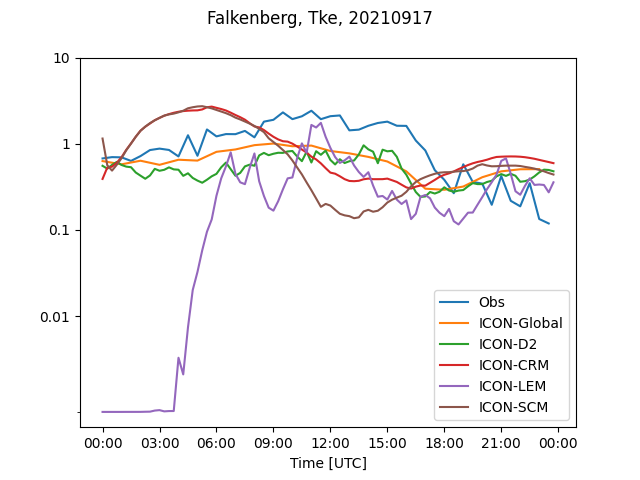 Falkenberg, Tke, 20210917
10
1
0.1
0.01
Obs
ICON-Global
ICON-D2
ICON-CRM
ICON-LEM
ICON-SCM
00:00 03:00 06:00 09:00 12:00 15:00 18:00 21:00 00:00
Time [UTC]